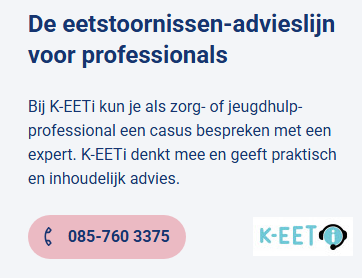 De eetstoornissen-advieslijn
voor professionals
Bij K-EETi kun je als zorg- of jeugdhulp-
professional een casus bespreken met een
expert. K-EETi denkt mee en geeft praktisch
en inhoudelijk advies.
085-760 3375
K-EET i